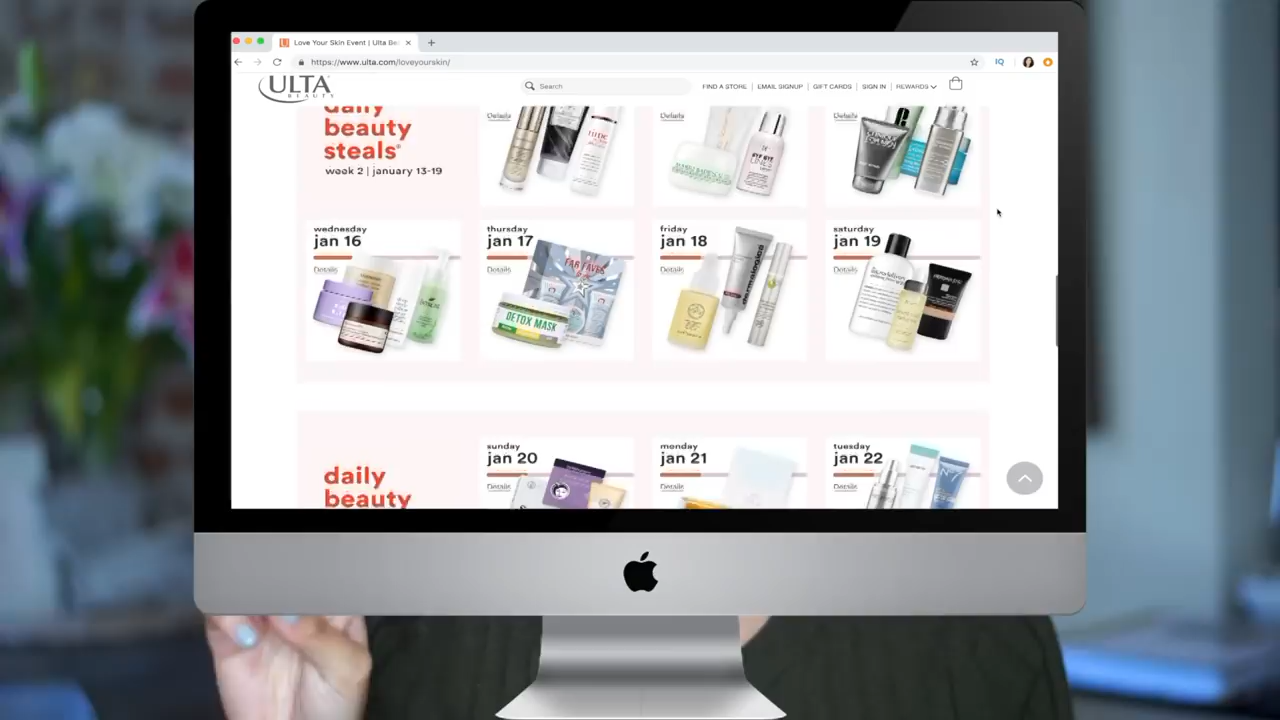 Love Your Skin Event | Ulta Be
https://www.ulta.com/loveyourskin/
IQ
ULTA
BEAUTY
Search
FIND A STORE
EMAIL SIGNUP
GIFT CARDS
SIGN IN
REWARDS
daily
beauty
steals®
week 2 | january 13-19
Details
Details
Details
wednesday
jan 16
Details
thursday
jan 17
Details
DETOX MASK
friday
jan 18
Details
dermalogica
saturday
jan 19
Details
daily
beauty
sunday
jan 20
Details
monday
jan 21
Details
tuesday
jan 22
Details
N°7